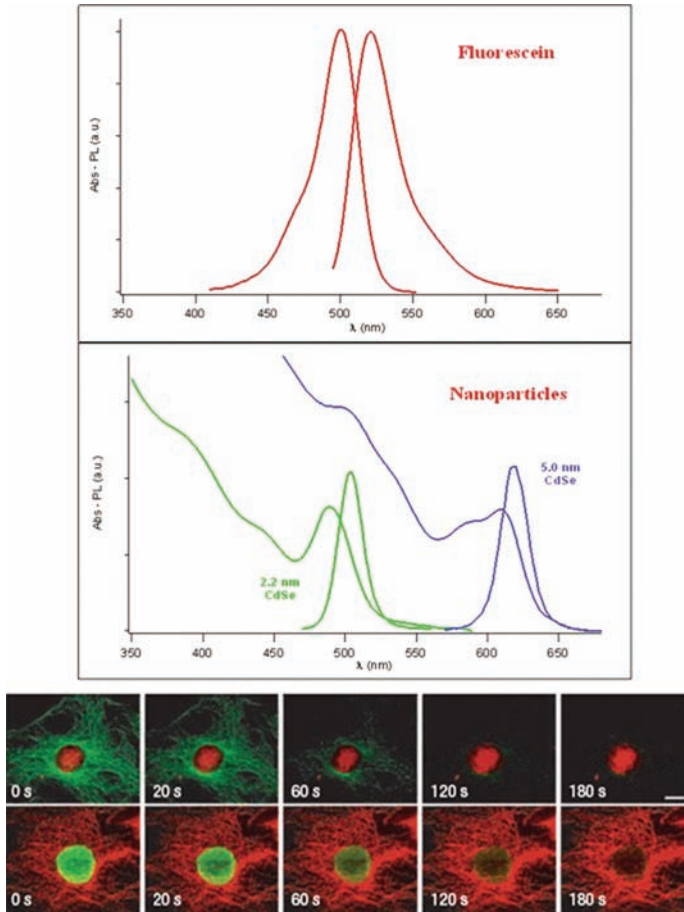 Fluorescein
Abs - PL (a.u.)
350 400 450 500 550 600 650
λ (nm)
Nanoparticles
5.0 nm
CdSe
Abs - PL (a.u.)
2.2 nm
CdSe
350 400 450 500 550 600 650
λ (nm)
0 s 20 s 60 s 120 s 180 s
0 s 20 s 60 s 120 s 180 s